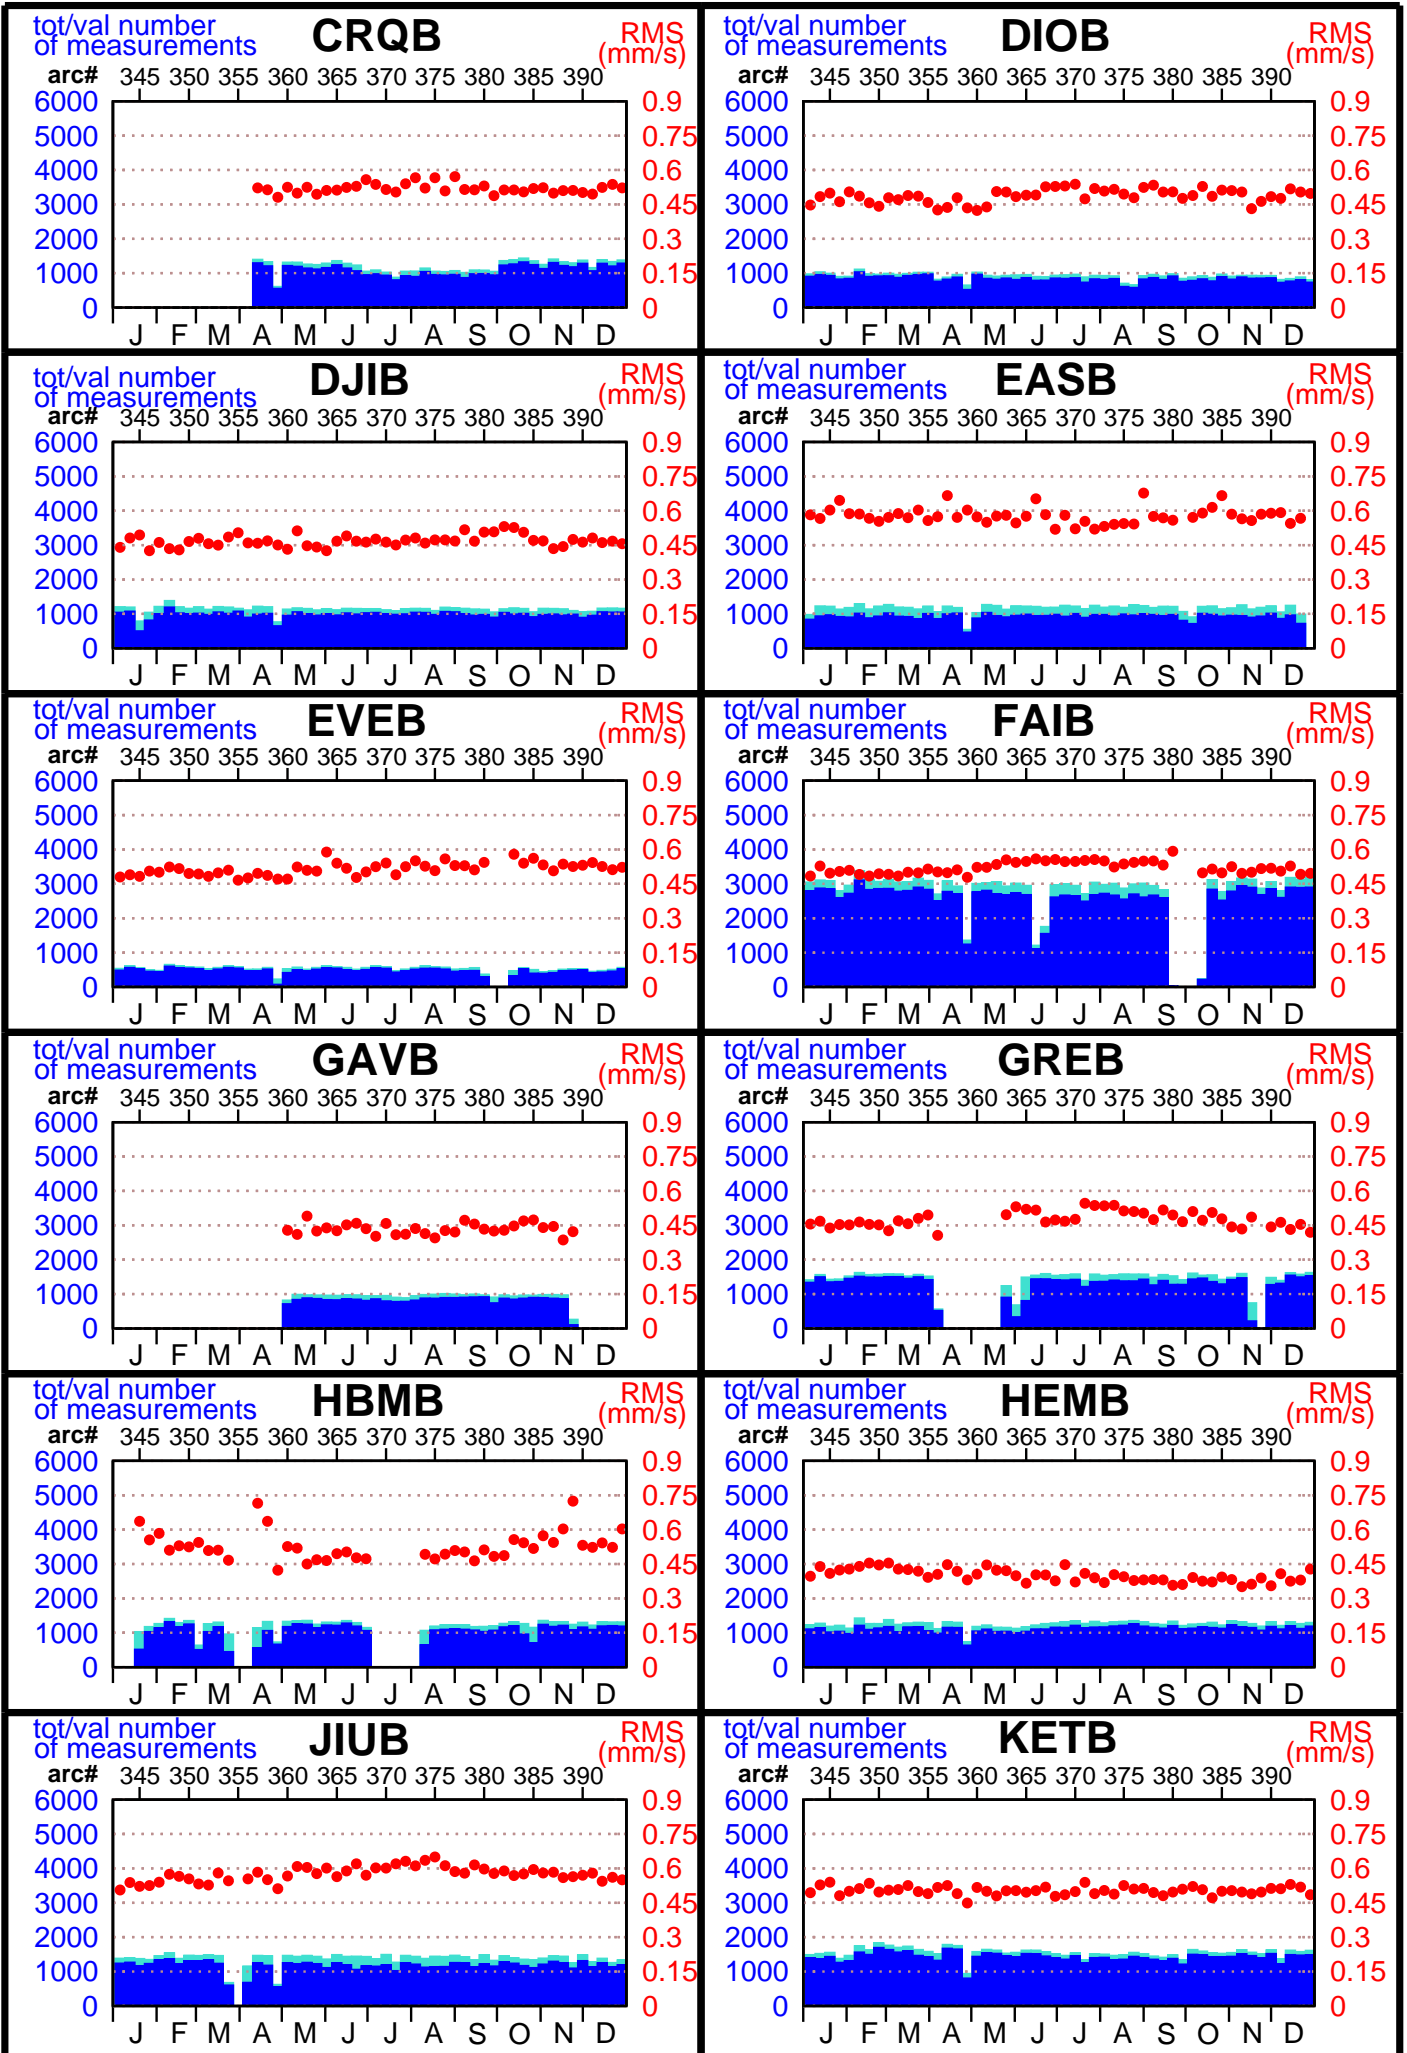 tot/val number
of measurements
CRQB
RMS
(mm/s)
arc# 345 350 355 360 365 370 375 380 385 390
6000 0.9
5000 0.75
4000 0.6
3000 0.45
2000 0.3
1000 0.15
0 0
J F M A M J J A S O N D
tot/val number
of measurements
DIOB
RMS
(mm/s)
arc# 345 350 355 360 365 370 375 380 385 390
6000 0.9
5000 0.75
4000 0.6
3000 0.45
2000 0.3
1000 0.15
0 0
J F M A M J J A S O N D
tot/val number
of measurements
DJIB
RMS
(mm/s)
arc# 345 350 355 360 365 370 375 380 385 390
6000 0.9
5000 0.75
4000 0.6
3000 0.45
2000 0.3
1000 0.15
0 0
J F M A M J J A S O N D
tot/val number
of measurements
EASB
RMS
(mm/s)
arc# 345 350 355 360 365 370 375 380 385 390
6000 0.9
5000 0.75
4000 0.6
3000 0.45
2000 0.3
1000 0.15
0 0
J F M A M J J A S O N D
tot/val number
of measurements
EVEB
RMS
(mm/s)
arc# 345 350 355 360 365 370 375 380 385 390
6000 0.9
5000 0.75
4000 0.6
3000 0.45
2000 0.3
1000 0.15
0 0
J F M A M J J A S O N D
tot/val number
of measurements
FAIB
RMS
(mm/s)
arc# 345 350 355 360 365 370 375 380 385 390
6000 0.9
5000 0.75
4000 0.6
3000 0.45
2000 0.3
1000 0.15
0 0
J F M A M J J A S O N D
tot/val number
of measurements
GAVB
RMS
(mm/s)
arc# 345 350 355 360 365 370 375 380 385 390
6000 0.9
5000 0.75
4000 0.6
3000 0.45
2000 0.3
1000 0.15
0 0
J F M A M J J A S O N D
tot/val number
of measurements
GREB
RMS
(mm/s)
arc# 345 350 355 360 365 370 375 380 385 390
6000 0.9
5000 0.75
4000 0.6
3000 0.45
2000 0.3
1000 0.15
0 0
J F M A M J J A S O N D
tot/val number
of measurements
HBMB
RMS
(mm/s)
arc# 345 350 355 360 365 370 375 380 385 390
6000 0.9
5000 0.75
4000 0.6
3000 0.45
2000 0.3
1000 0.15
0 0
J F M A M J J A S O N D
tot/val number
of measurements
HEMB
RMS
(mm/s)
arc# 345 350 355 360 365 370 375 380 385 390
6000 0.9
5000 0.75
4000 0.6
3000 0.45
2000 0.3
1000 0.15
0 0
J F M A M J J A S O N D
tot/val number
of measurements
JIUB
RMS
(mm/s)
arc# 345 350 355 360 365 370 375 380 385 390
6000 0.9
5000 0.75
4000 0.6
3000 0.45
2000 0.3
1000 0.15
0 0
J F M A M J J A S O N D
tot/val number
of measurements
KETB
RMS
(mm/s)
arc# 345 350 355 360 365 370 375 380 385 390
6000 0.9
5000 0.75
4000 0.6
3000 0.45
2000 0.3
1000 0.15
0 0
J F M A M J J A S O N D